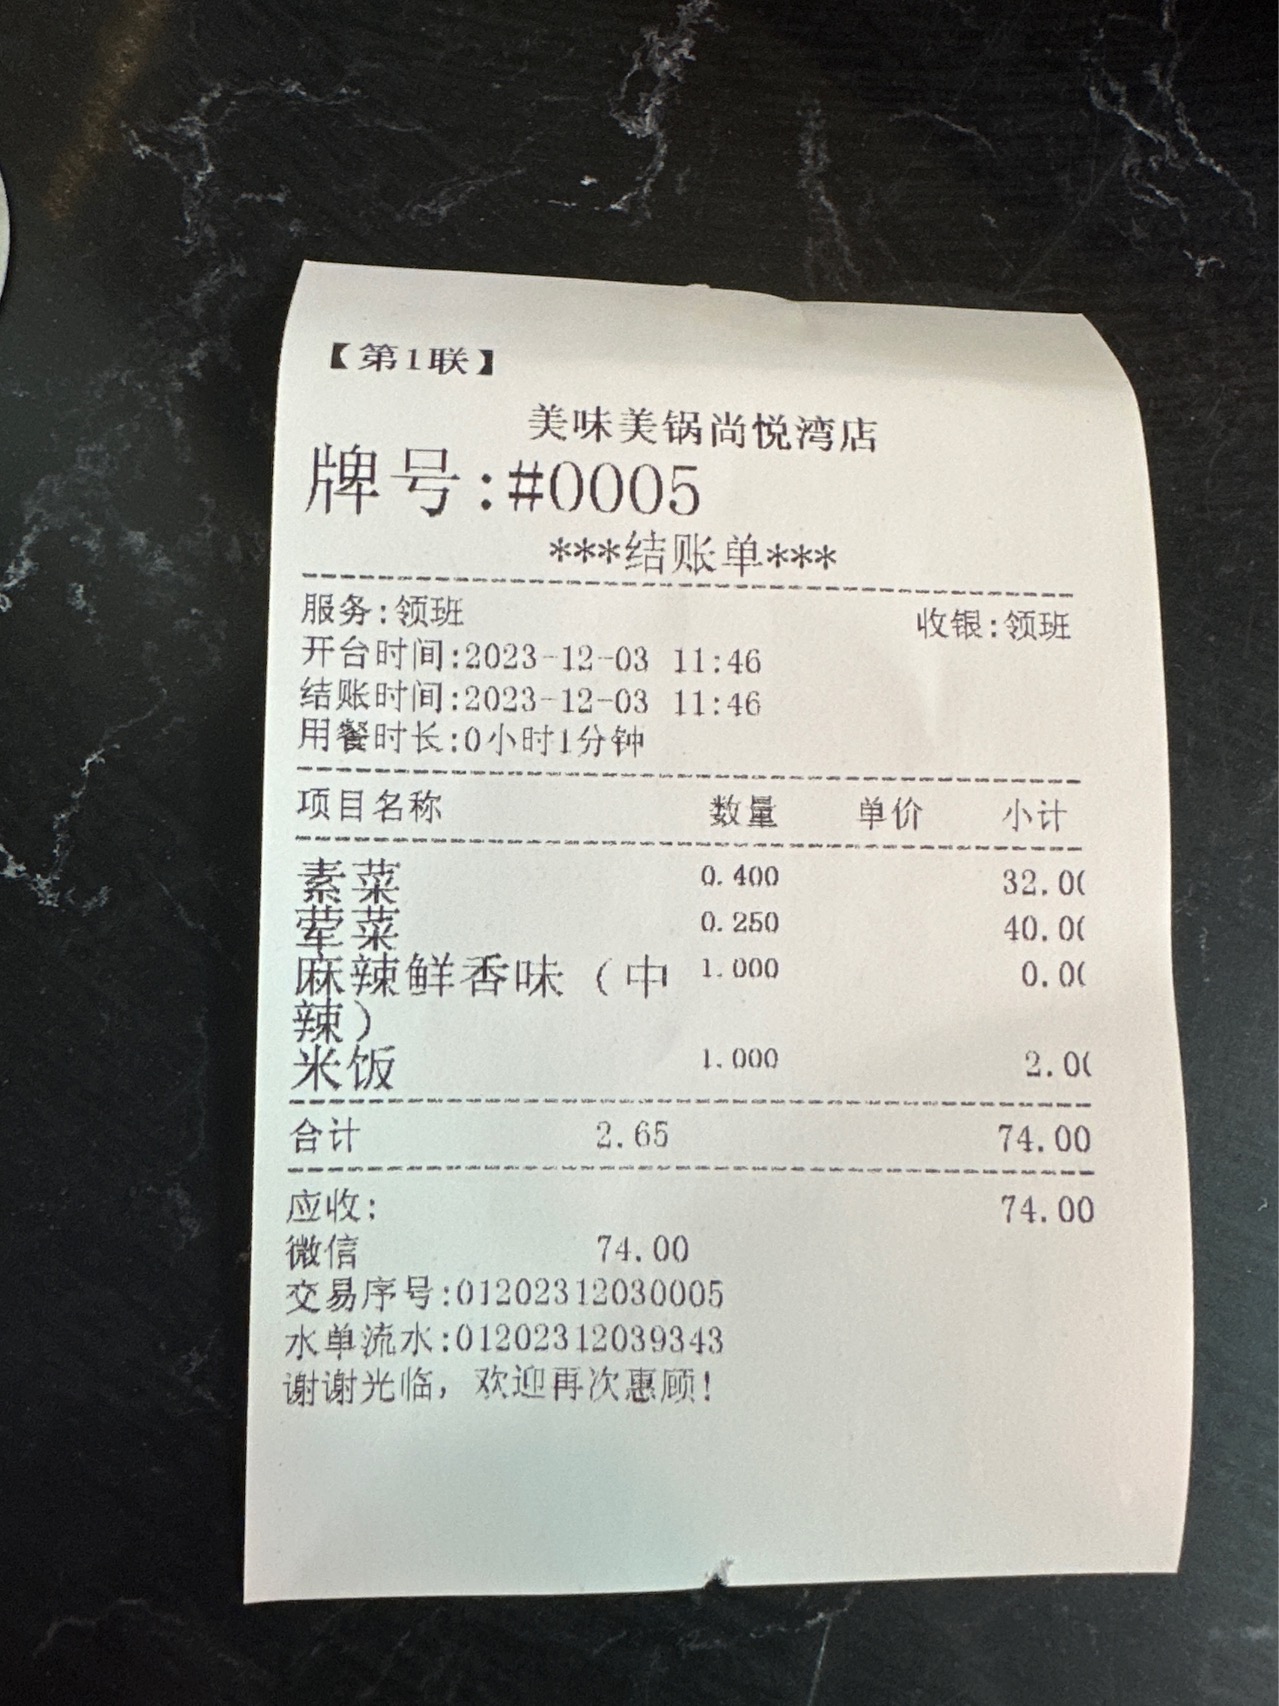 【第1联】
美味美锅尚悦湾店
牌号:#0005
***结账单***
服务:领班 收银:领班
开台时间:2023-12-03 11:46
结账时间:2023-12-03 11:46
用餐时长:0小时1分钟
项目名称 数量 单价 小计
素菜 0.400 32.0(
荤菜 0.250 40.0(
麻辣鲜香味（中 1.000 0.0(
辣）
米饭 1.000 2.0(
合计 2.65 74.00
应收: 74.00
微信 74.00
交易序号:01202312030005
水单流水:01202312039343
谢谢光临，欢迎再次惠顾!